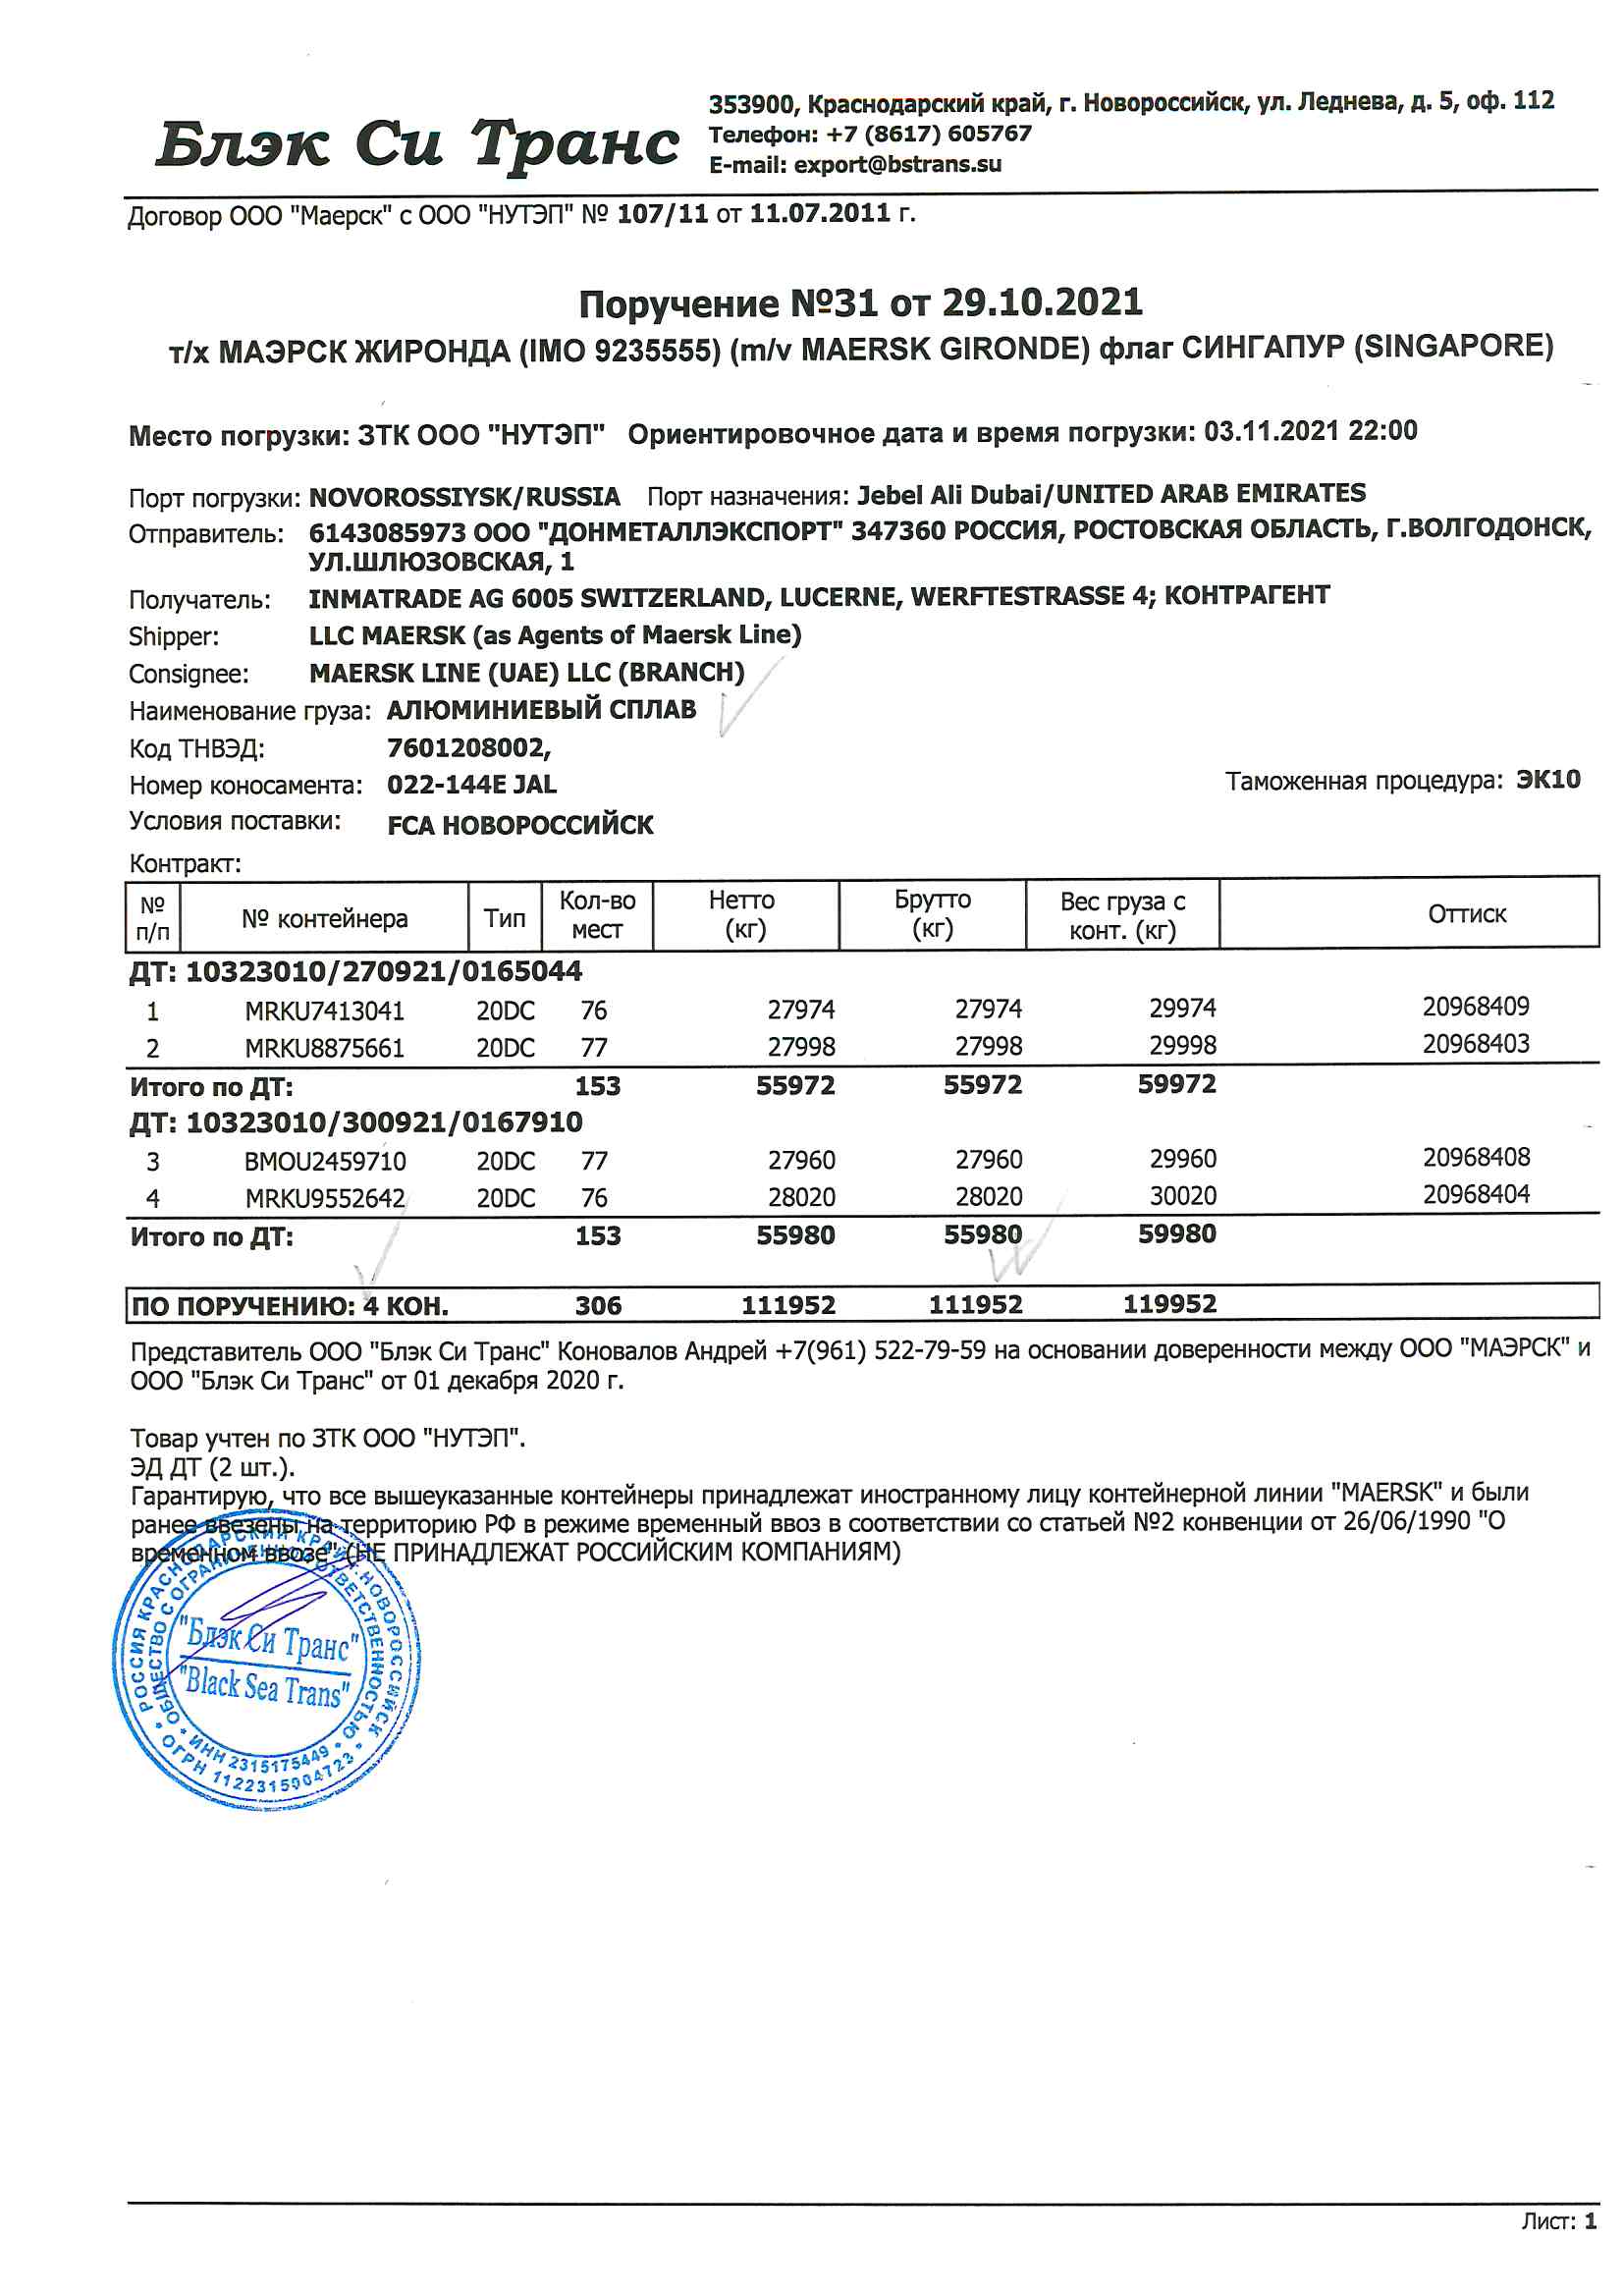 Блэк Си Транс
353900, Краснодарский край, г. Новороссийск, ул. Леднева, д. 5, оф. 112
Телефон: +7 (8617) 605767
E-mail: export@bstrans.su
Договор ООО "Маерск" с ООО "НУТЭП" № 107/11 от 11.07.2011 г.
Поручение №31 от 29.10.2021
т/х МАЭРСК ЖИРОНДА (IMO 9235555) (m/v MAERSK GIRONDE) флаг СИНГАПУР (SINGAPORE)
Место погрузки: ЗТК ООО "НУТЭП" Ориентировочное дата и время погрузки: 03.11.2021 22:00
Порт погрузки: NOVOROSSIYSK/RUSSIA Порт назначения: Jebel Ali Dubai/UNITED ARAB EMIRATES
Отправитель: 6143085973 ООО "ДОНМЕТАЛЛЭКСПОРТ" 347360 РОССИЯ, РОСТОВСКАЯ ОБЛАСТЬ, Г.ВОЛГОДОНСК,
УЛ.ШЛЮЗОВСКАЯ, 1
Получатель: INMATRADE AG 6005 SWITZERLAND, LUCERNE, WERFTESTRASSE 4; КОНТРАГЕНТ
Shipper: LLC MAERSK (as Agents of Maersk Line)
Consignee: MAERSK LINE (UAE) LLC (BRANCH)
Наименование груза: АЛЮМИНИЕВЫЙ СПЛАВ
Код ТНВЭД: 7601208002,
Номер коносамента: 022-144E JAL Таможенная процедура: ЭК10
Условия поставки: FCA НОВОРОССИЙСК
Контракт:
№ п/п № контейнера Тип Кол-во мест Нетто (кг) Брутто (кг) Вес груза с конт. (кг) Оттиск
ДТ: 10323010/270921/0165044
1 MRKU7413041 20DC 76 27974 27974 29974 20968409
2 MRKU8875661 20DC 77 27998 27998 29998 20968403
Итого по ДТ: 153 55972 55972 59972
ДТ: 10323010/300921/0167910
3 BMOU2459710 20DC 77 27960 27960 29960 20968408
4 MRKU9552642 20DC 76 28020 28020 30020 20968404
Итого по ДТ: 153 55980 55980 59980
ПО ПОРУЧЕНИЮ: 4 КОН. 306 111952 111952 119952
Представитель ООО "Блэк Си Транс" Коновалов Андрей +7(961) 522-79-59 на основании доверенности между ООО "МАЭРСК" и
ООО "Блэк Си Транс" от 01 декабря 2020 г.
Товар учтен по ЗТК ООО "НУТЭП".
ЭД ДТ (2 шт.).
Гарантирую, что все вышеуказанные контейнеры принадлежат иностранному лицу контейнерной линии "MAERSK" и были
ранее ввезены на территорию РФ в режиме временный ввоз в соответствии со статьей №2 конвенции от 26/06/1990 "О
временном ввозе" (НЕ ПРИНАДЛЕЖАТ РОССИЙСКИМ КОМПАНИЯМ)
РОССИЯ КРАСНОДАРСКИЙ КРАЙ Г.НОВОРОССИЙСК
ОБЩЕСТВО С ОГРАНИЧЕННОЙ ОТВЕТСТВЕННОСТЬЮ
"Блэк Си Транс"
"Black Sea Trans"
ИНН 2315175449
ОГРН 1122315004723
Лист: 1